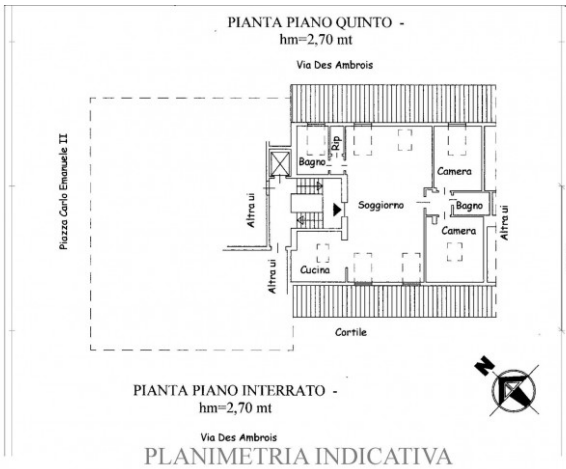 PIANTA PIANO QUINTO -
hm=2,70 mt
Via Des Ambrois
Piazza Carlo Emanuele II
Bagno
Rip
Camera
Soggiorno
Bagno
Altra ui
Camera
Altra ui
Cucina
Altra ui
Cortile
N
PIANTA PIANO INTERRATO -
hm=2,70 mt
Via Des Ambrois
PLANIMETRIA INDICATIVA